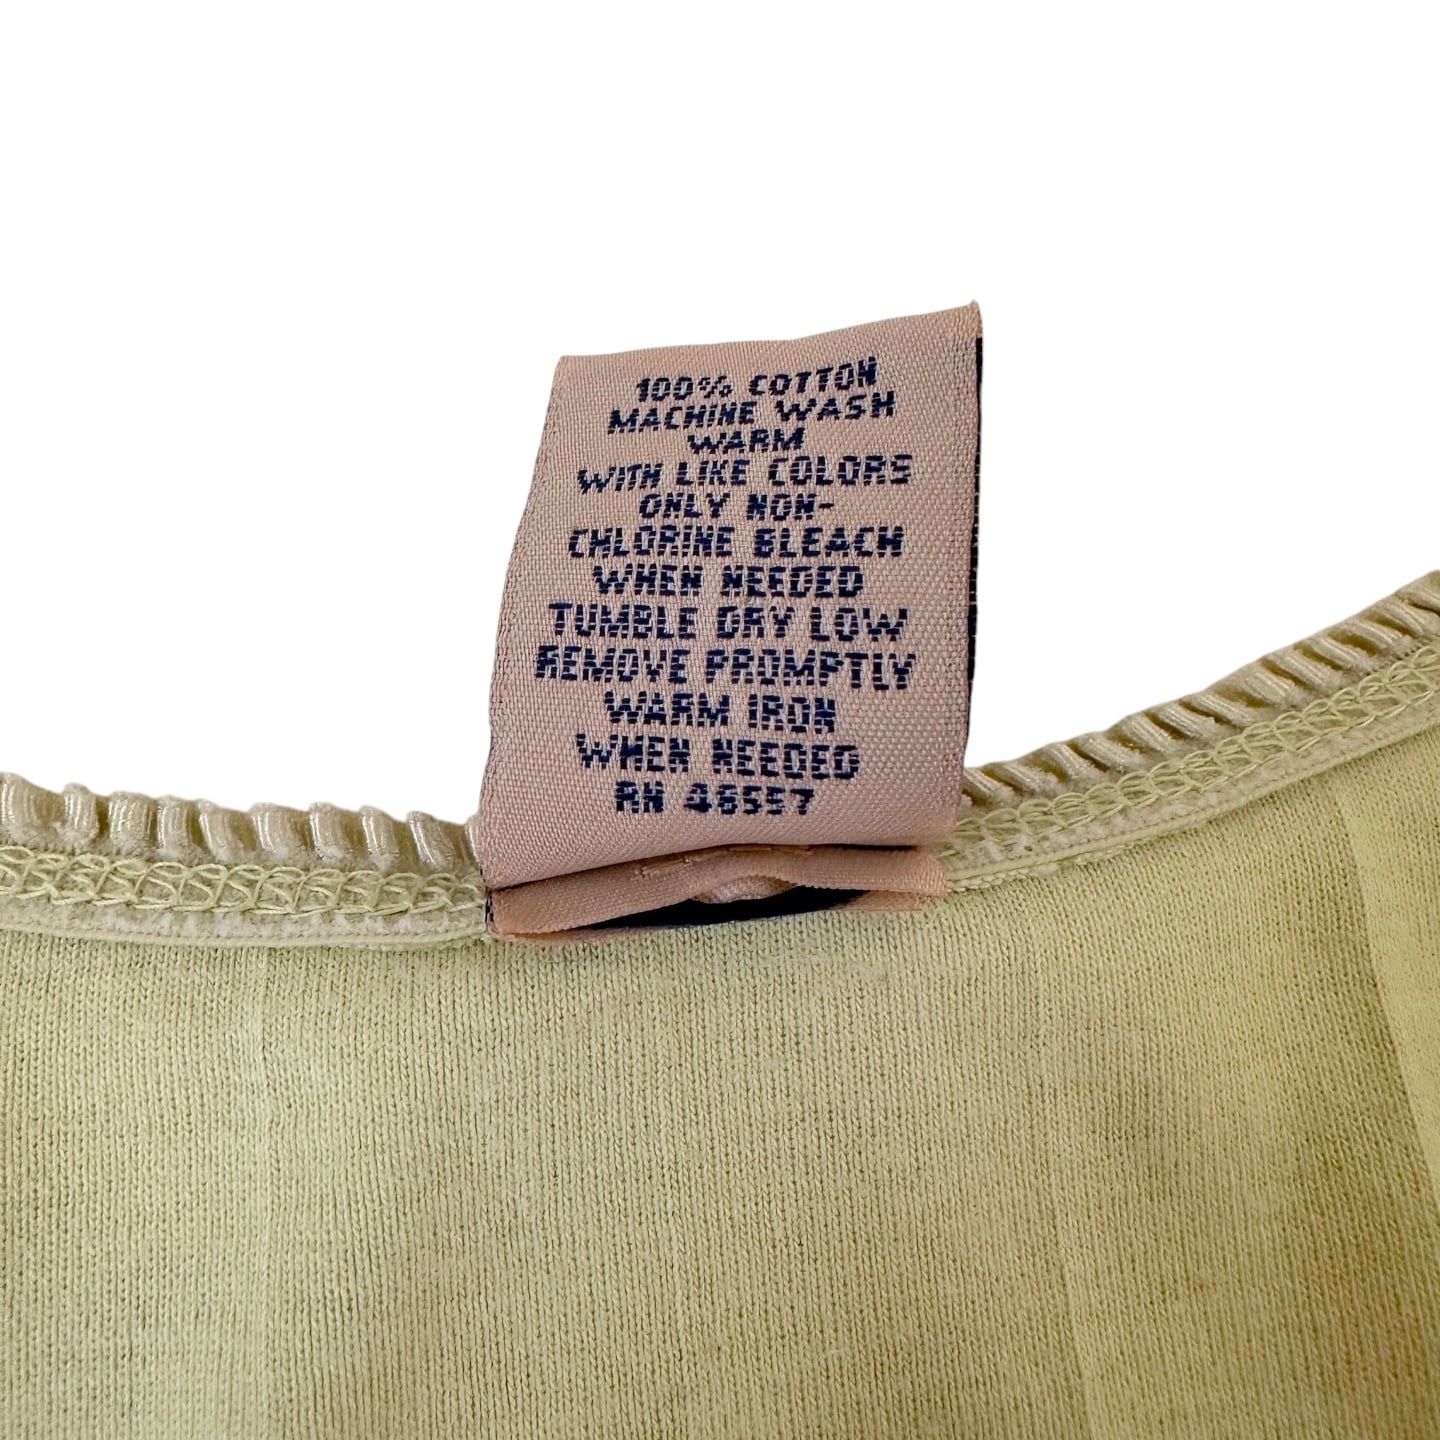 100% COTTON
MACHINE WASH
WARM
WITH LIKE COLORS
ONLY NON-
CHLORINE BLEACH
WHEN NEEDED
TUMBLE DRY LOW
REMOVE PROMPTLY
WARM IRON
WHEN NEEDED
RN